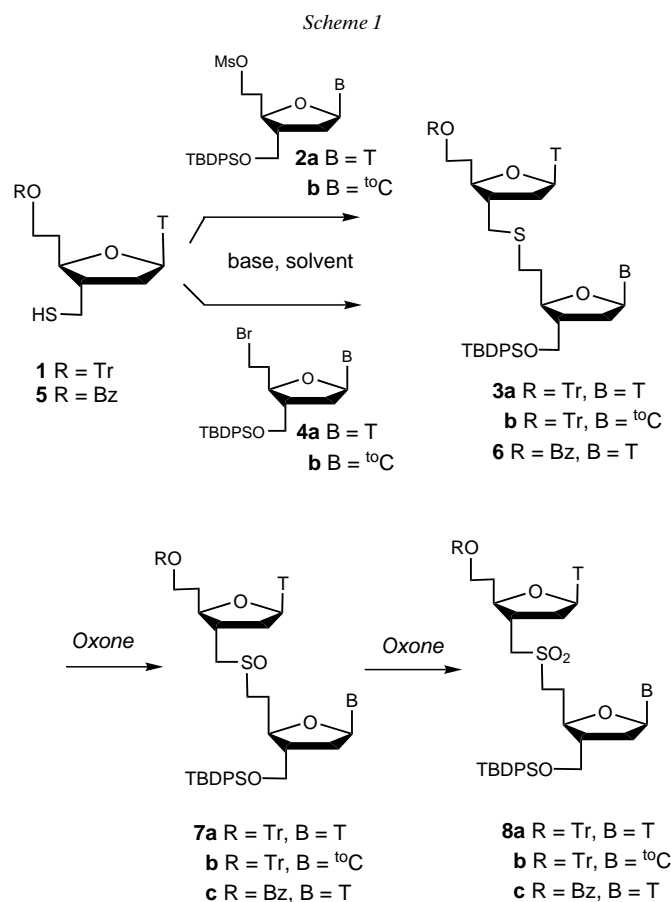 Scheme 1
MsO
O
B
TBDPSO
2a B = T
b B = toC
RO
T
O
HS
1 R = Tr
5 R = Bz
base, solvent
Br
O
B
TBDPSO
4a B = T
b B = toC
RO
O
T
S
O
B
TBDPSO
3a R = Tr, B = T
b R = Tr, B = toC
6 R = Bz, B = T
Oxone
RO
O
T
SO
O
B
TBDPSO
7a R = Tr, B = T
b R = Tr, B = toC
c R = Bz, B = T
Oxone
RO
O
T
SO2
O
B
TBDPSO
8a R = Tr, B = T
b R = Tr, B = toC
c R = Bz, B = T